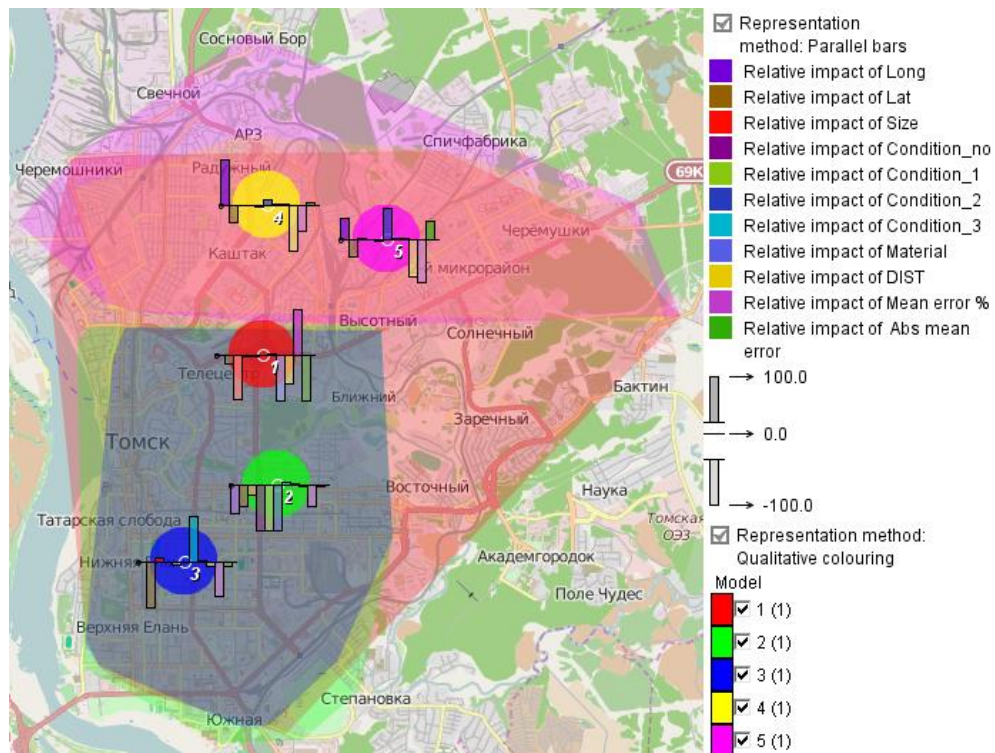 Сосновый Бор
Свечной
АРЗ
Спичфабрика
Черемошники
Радужный
69К
4
Черёмушки
5
Каштак
й микрорайон
Высотный
Солнечный
1
Телецентр
Ближний
Бактин
Заречный
Томск
Восточный
Наука
2
Татарская слобода
Томская
ОЭЗ
Академгородок
Нижняя
3
Поле Чудес
Верхняя Елань
Степановка
Южная
Representation
method: Parallel bars
Relative impact of Long
Relative impact of Lat
Relative impact of Size
Relative impact of Condition_no
Relative impact of Condition_1
Relative impact of Condition_2
Relative impact of Condition_3
Relative impact of Material
Relative impact of DIST
Relative impact of Mean error %
Relative impact of Abs mean
error
100.0
0.0
-100.0
Representation method:
Qualitative colouring
Model
1 (1)
2 (1)
3 (1)
4 (1)
5 (1)